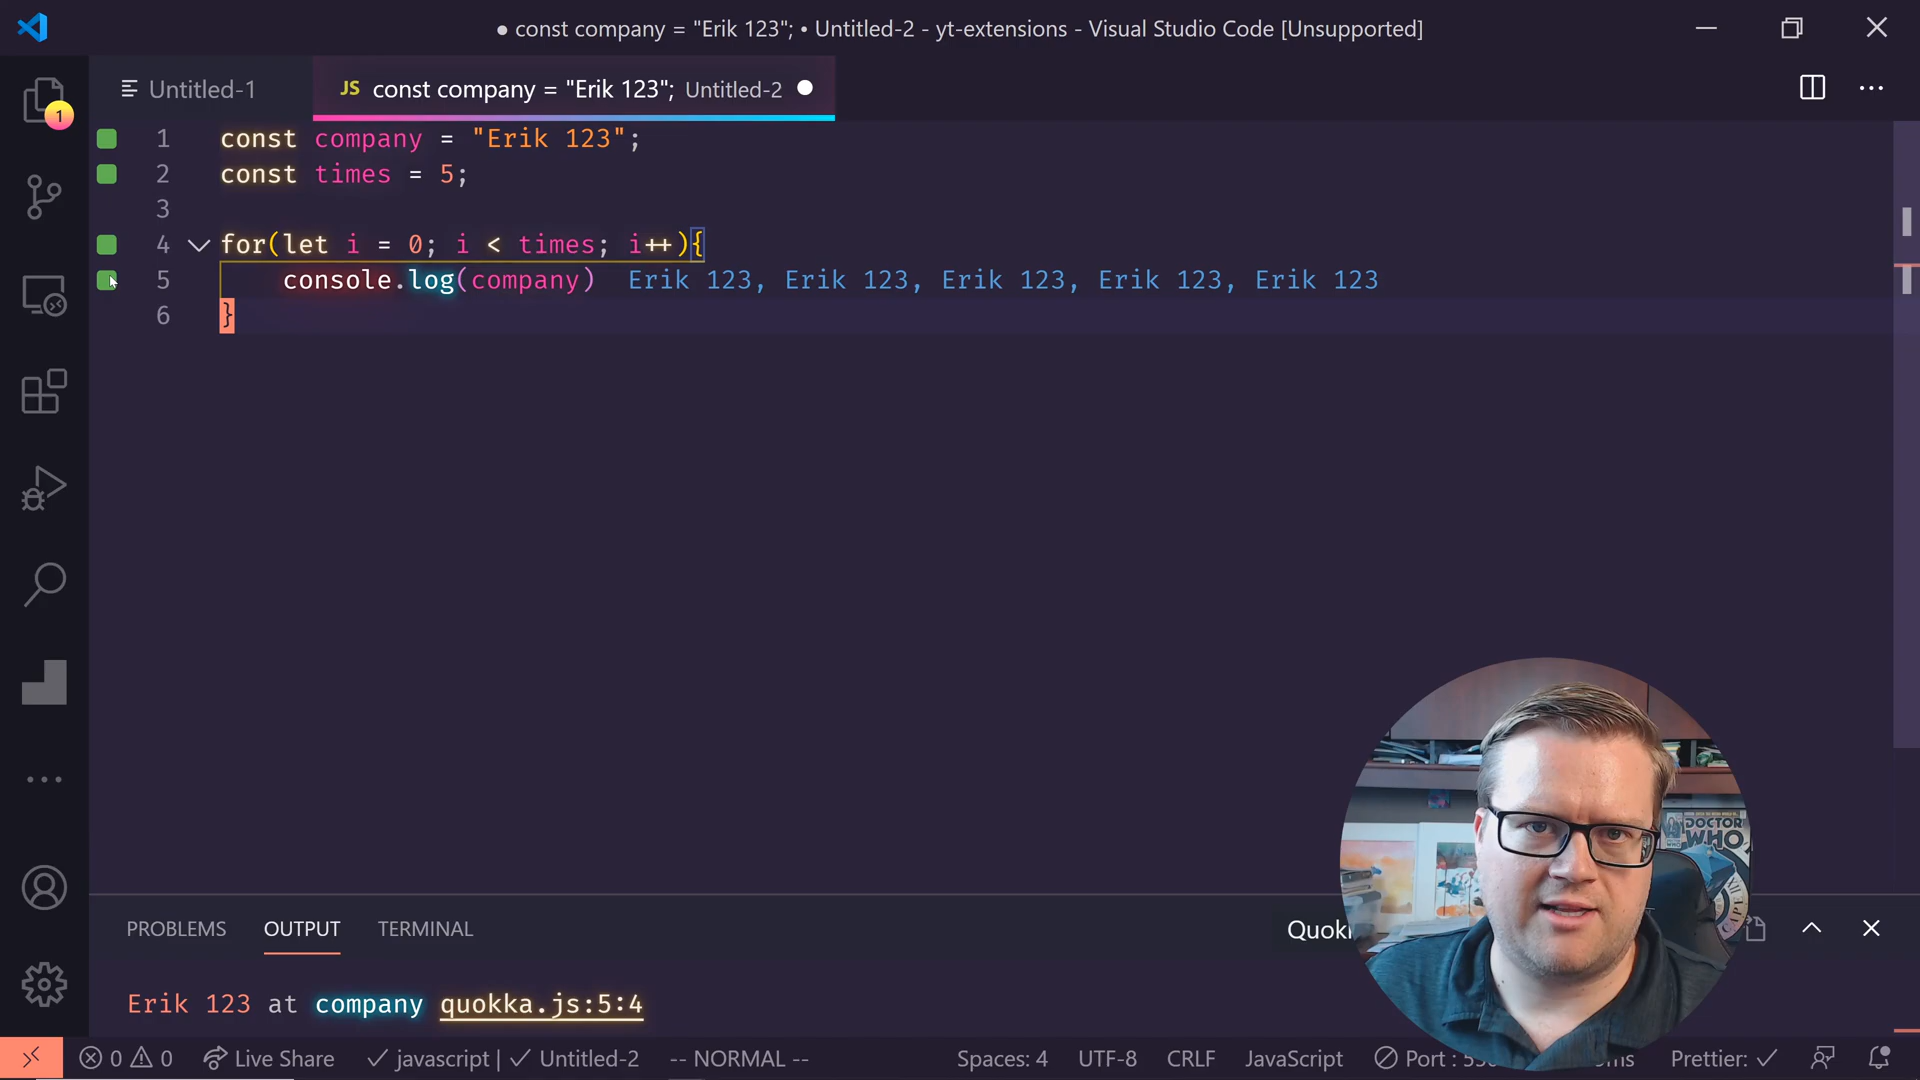 ● const company = "Erik 123"; • Untitled-2 - yt-extensions - Visual Studio Code [Unsupported]
Untitled-1
JS const company = "Erik 123"; Untitled-2
1
1 const company = "Erik 123";
2 const times = 5;
3
4 for(let i = 0; i < times; i++){
5 console.log(company) Erik 123, Erik 123, Erik 123, Erik 123, Erik 123
6 }
DOCTOR
WHO
PROBLEMS OUTPUT TERMINAL
Erik 123 at company quokka.js:5:4
0 0 Live Share javascript | Untitled-2 -- NORMAL -- Spaces: 4 UTF-8 CRLF JavaScript Port : Prettier: